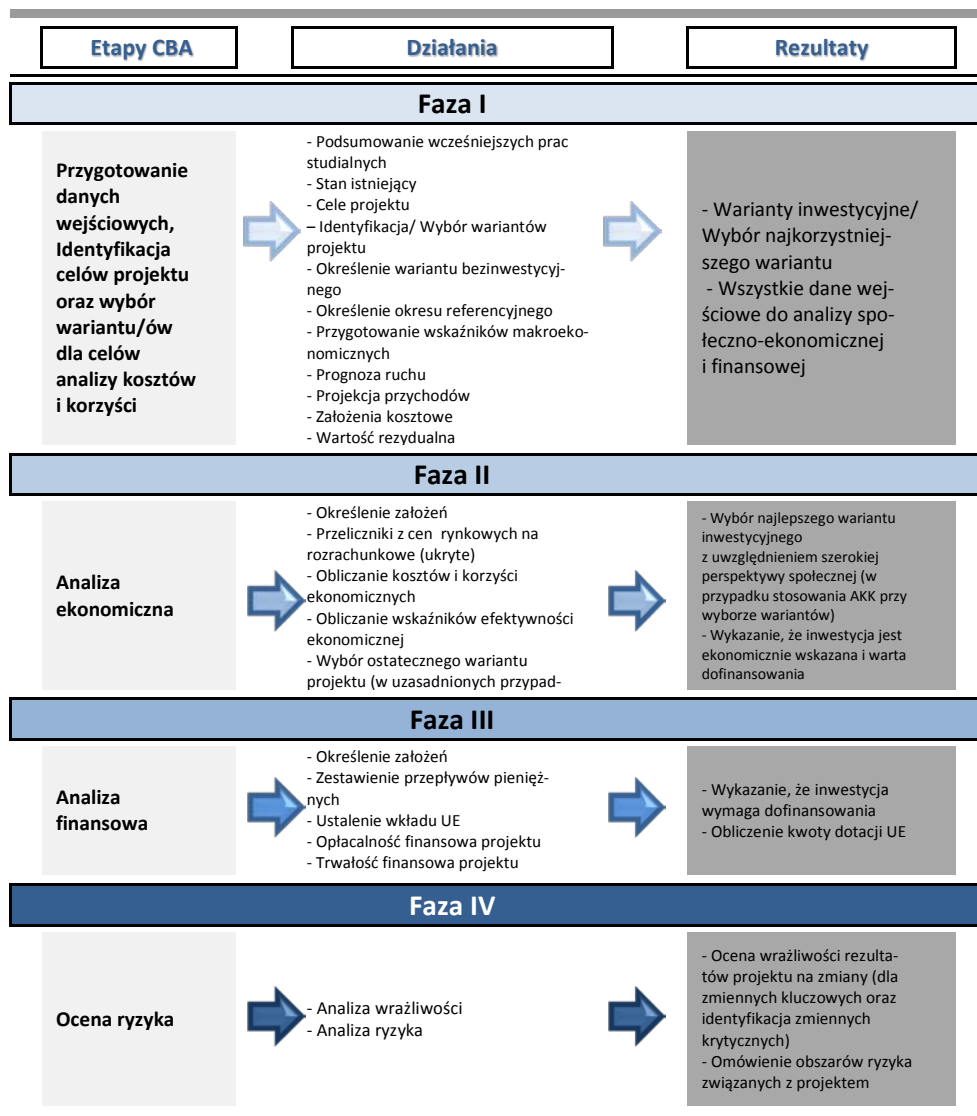 Etapy CBA
Działania
Rezultaty
Faza I
Przygotowanie
danych
wejściowych,
Identyfikacja
celów projektu
oraz wybór
wariantu/ów
dla celów
analizy kosztów
i korzyści
- Podsumowanie wcześniejszych prac
studialnych
- Stan istniejący
- Cele projektu
– Identyfikacja/ Wybór wariantów
projektu
- Określenie wariantu bezinwestycyj-
nego
- Określenie okresu referencyjnego
- Przygotowanie wskaźników makroeko-
nomicznych
- Prognoza ruchu
- Projekcja przychodów
- Założenia kosztowe
- Wartość rezydualna
- Warianty inwestycyjne/
Wybór najkorzystniej-
szego wariantu
- Wszystkie dane wej-
ściowe do analizy spo-
łeczno-ekonomicznej
i finansowej
Faza II
Analiza
ekonomiczna
- Określenie założeń
- Przeliczniki z cen rynkowych na
rozrachunkowe (ukryte)
- Obliczanie kosztów i korzyści
ekonomicznych
- Obliczanie wskaźników efektywności
ekonomicznej
- Wybór ostatecznego wariantu
projektu (w uzasadnionych przypad-
- Wybór najlepszego wariantu
inwestycyjnego
z uwzględnieniem szerokiej
perspektywy społecznej (w
przypadku stosowania AKK przy
wyborze wariantów)
- Wykazanie, że inwestycja jest
ekonomicznie wskazana i warta
dofinansowania
Faza III
Analiza
finansowa
- Określenie założeń
- Zestawienie przepływów pienięż-
nych
- Ustalenie wkładu UE
- Opłacalność finansowa projektu
- Trwałość finansowa projektu
- Wykazanie, że inwestycja
wymaga dofinansowania
- Obliczenie kwoty dotacji UE
Faza IV
Ocena ryzyka
- Analiza wrażliwości
- Analiza ryzyka
- Ocena wrażliwości rezulta-
tów projektu na zmiany (dla
zmiennych kluczowych oraz
identyfikacja zmiennych
krytycznych)
- Omówienie obszarów ryzyka
związanych z projektem